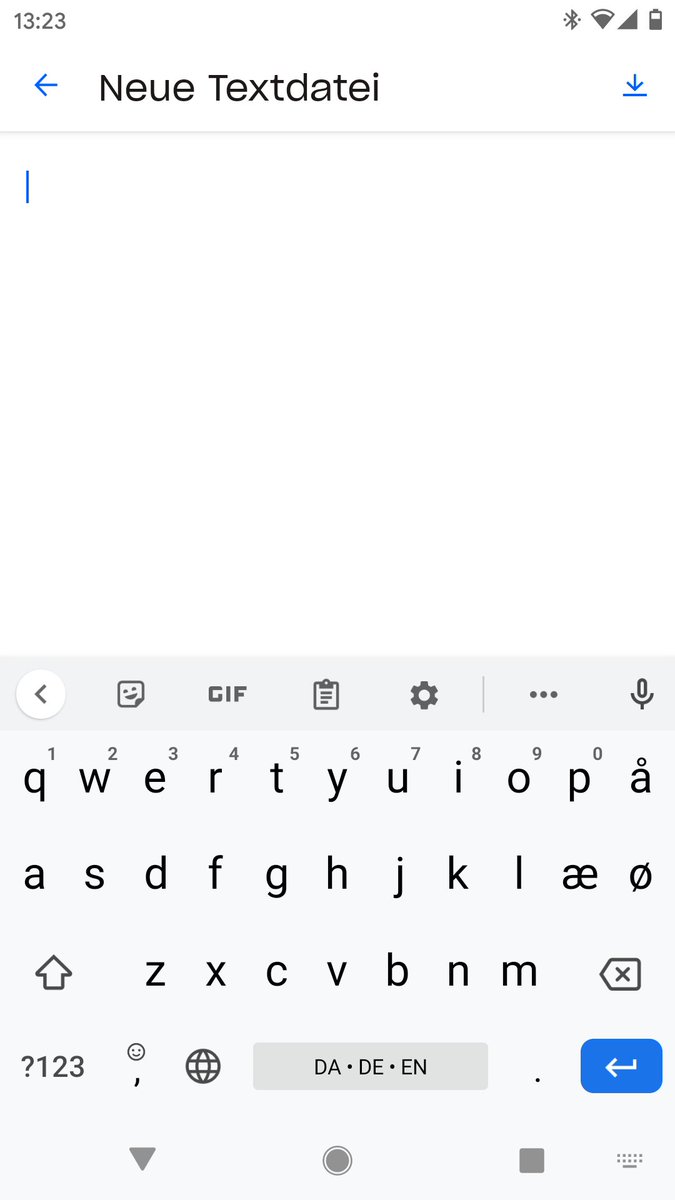 13:23
Neue Textdatei
GIF
1 2 3 4 5 6 7 8 9 0
q w e r t y u i o p å
a s d f g h j k l æ ø
z x c v b n m
?123 , DA • DE • EN .